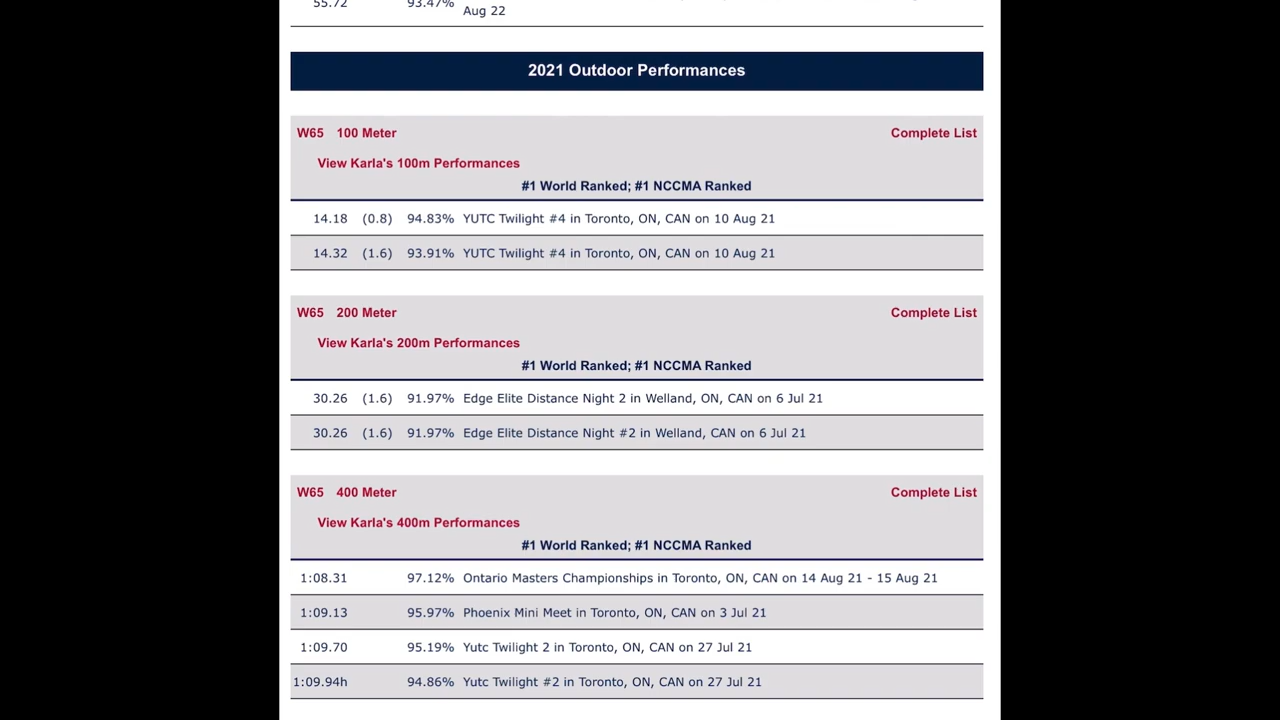 55.72 93.47%
Aug 22
2021 Outdoor Performances
W65 100 Meter Complete List
View Karla's 100m Performances
#1 World Ranked; #1 NCCMA Ranked
14.18 (0.8) 94.83% YUTC Twilight #4 in Toronto, ON, CAN on 10 Aug 21
14.32 (1.6) 93.91% YUTC Twilight #4 in Toronto, ON, CAN on 10 Aug 21
W65 200 Meter Complete List
View Karla's 200m Performances
#1 World Ranked; #1 NCCMA Ranked
30.26 (1.6) 91.97% Edge Elite Distance Night 2 in Welland, ON, CAN on 6 Jul 21
30.26 (1.6) 91.97% Edge Elite Distance Night #2 in Welland, CAN on 6 Jul 21
W65 400 Meter Complete List
View Karla's 400m Performances
#1 World Ranked; #1 NCCMA Ranked
1:08.31 97.12% Ontario Masters Championships in Toronto, ON, CAN on 14 Aug 21 - 15 Aug 21
1:09.13 95.97% Phoenix Mini Meet in Toronto, ON, CAN on 3 Jul 21
1:09.70 95.19% Yutc Twilight 2 in Toronto, ON, CAN on 27 Jul 21
1:09.94h 94.86% Yutc Twilight #2 in Toronto, ON, CAN on 27 Jul 21